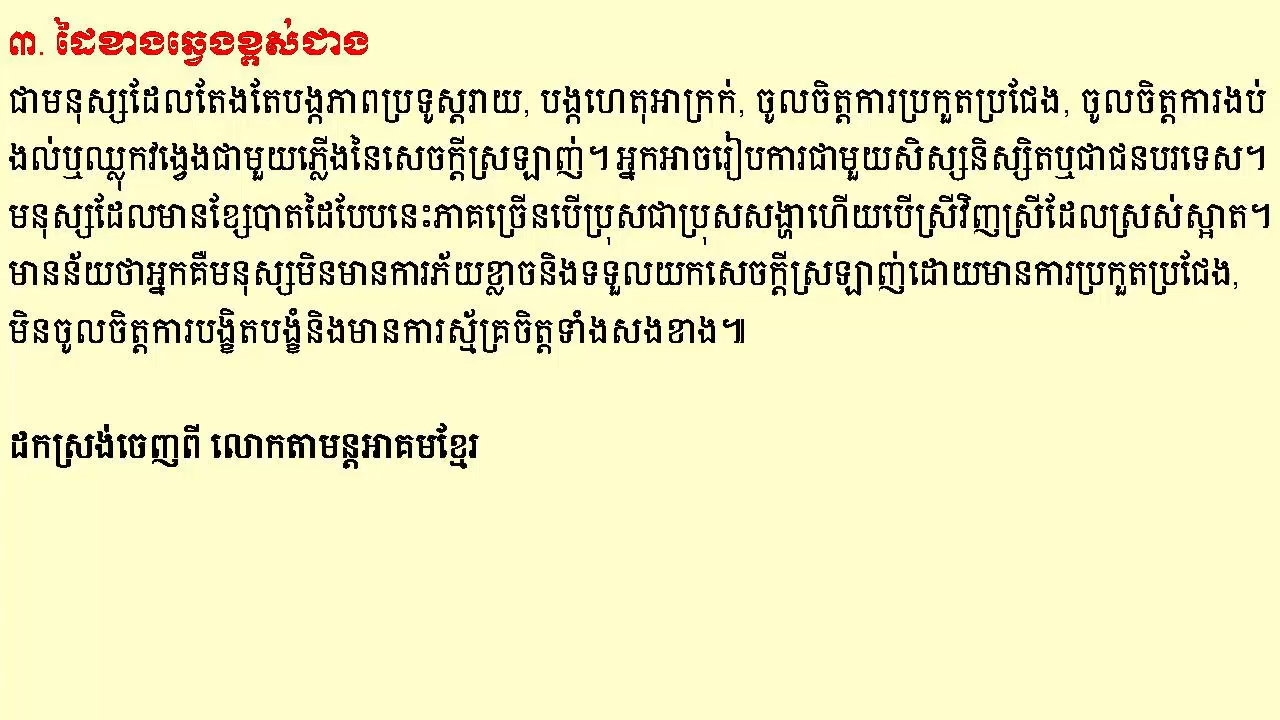 ៣. ដៃខាងឆ្វេងខ្ពស់ជាង
ជាមនុស្សដែលតែងតែបង្កភាពប្រទូស្តរាយ, បង្កហេតុអាក្រក់, ចូលចិត្តការប្រកួតប្រជែង, ចូលចិត្តការងប់
ងល់ឬឈ្លក់វង្វេងជាមួយភ្លើងនៃសេចក្តីស្រឡាញ់។ អ្នកអាចរៀបការជាមួយសិស្សនិស្សិតឬជាជនបរទេស។
មនុស្សដែលមានខ្សែបាតដៃបែបនេះភាគច្រើនបើប្រុសជាប្រុសសង្ហាហើយបើស្រីវិញស្រីដែលស្រស់ស្អាត។
មានន័យថាអ្នកគឺមនុស្សមិនមានការភ័យខ្លាចនិងទទួលយកសេចក្តីស្រឡាញ់ដោយមានការប្រកួតប្រជែង,
មិនចូលចិត្តការបង្ខិតបង្ខំនិងមានការស្ម័គ្រចិត្តទាំងសងខាង៕
ដកស្រង់ចេញពី លោកតាមន្តអាគមខ្មែរ